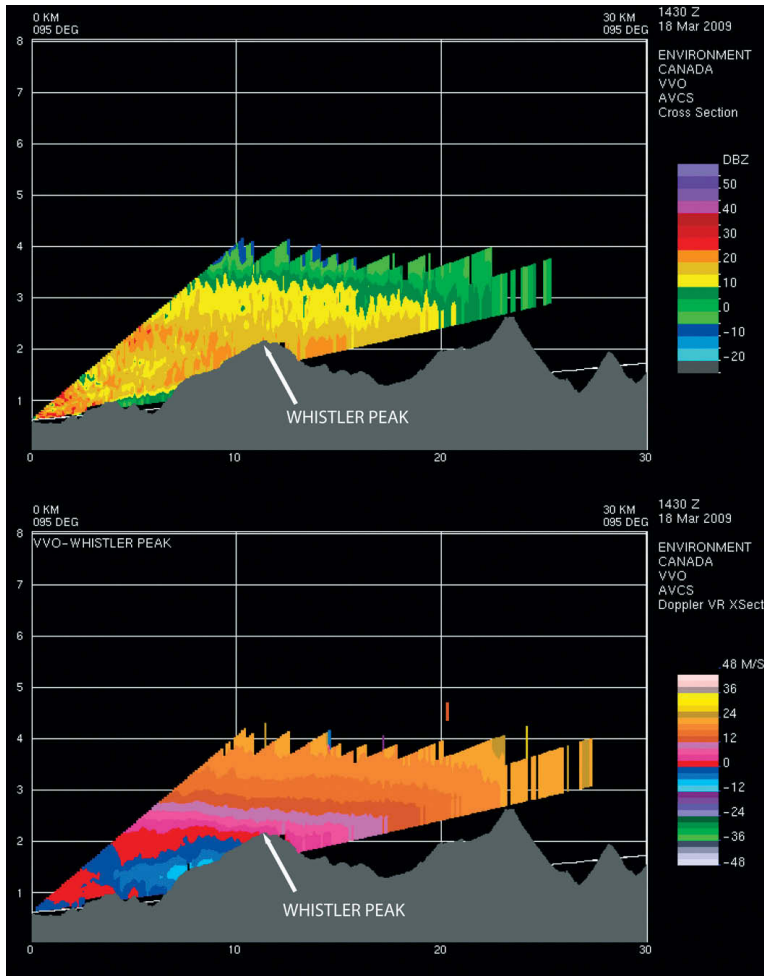 0 KM
095 DEG
30 KM
095 DEG
1430 Z
18 Mar 2009
ENVIRONMENT
CANADA
VVO
AVCS
Cross Section
DBZ
50
40
30
20
10
0
-10
-20
8
7
6
5
4
3
2
1
WHISTLER PEAK
0
10
20
30
0 KM
095 DEG
30 KM
095 DEG
1430 Z
18 Mar 2009
VVO-WHISTLER PEAK
ENVIRONMENT
CANADA
VVO
AVCS
Doppler VR XSect
48 M/S
36
24
12
0
-12
-24
-36
-48
8
7
6
5
4
3
2
1
WHISTLER PEAK
0
10
20
30